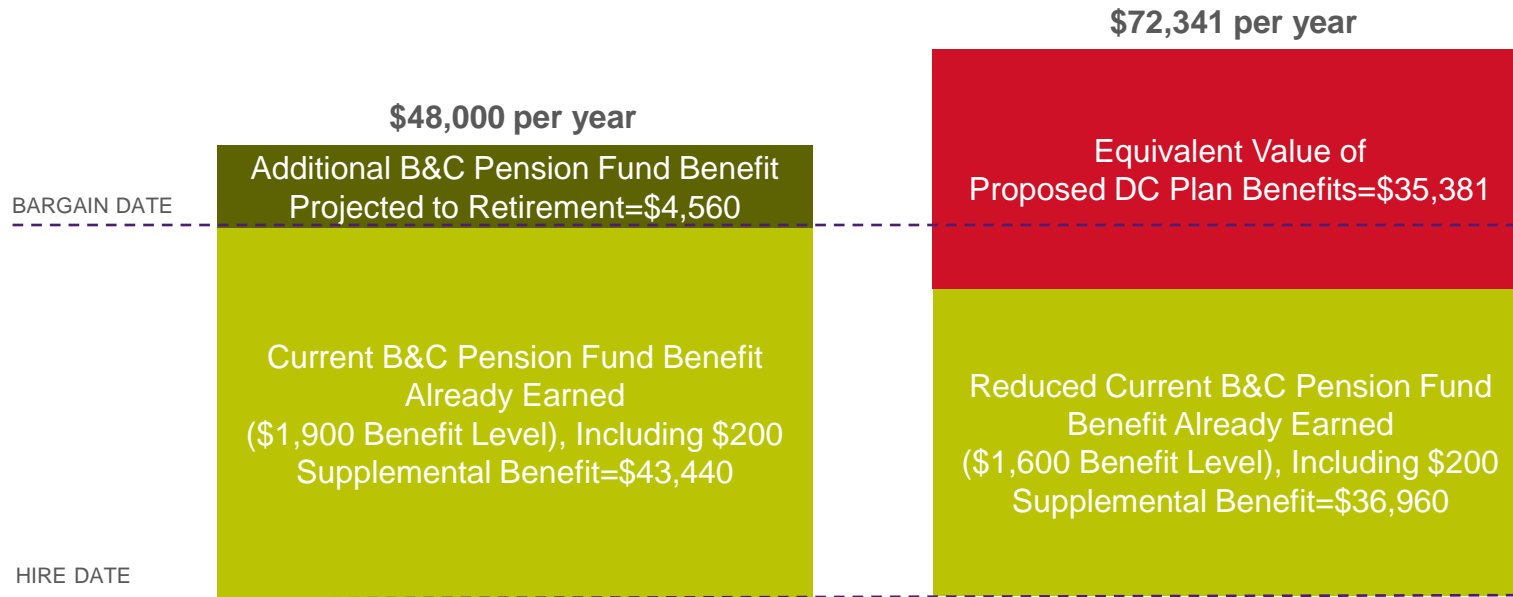 $72,341 per year
$48,000 per year
BARGAIN DATE
Additional B&C Pension Fund Benefit
Projected to Retirement=$4,560
Equivalent Value of
Proposed DC Plan Benefits=$35,381
Current B&C Pension Fund Benefit
Already Earned
($1,900 Benefit Level), Including $200
Supplemental Benefit=$43,440
Reduced Current B&C Pension Fund
Benefit Already Earned
($1,600 Benefit Level), Including $200
Supplemental Benefit=$36,960
HIRE DATE